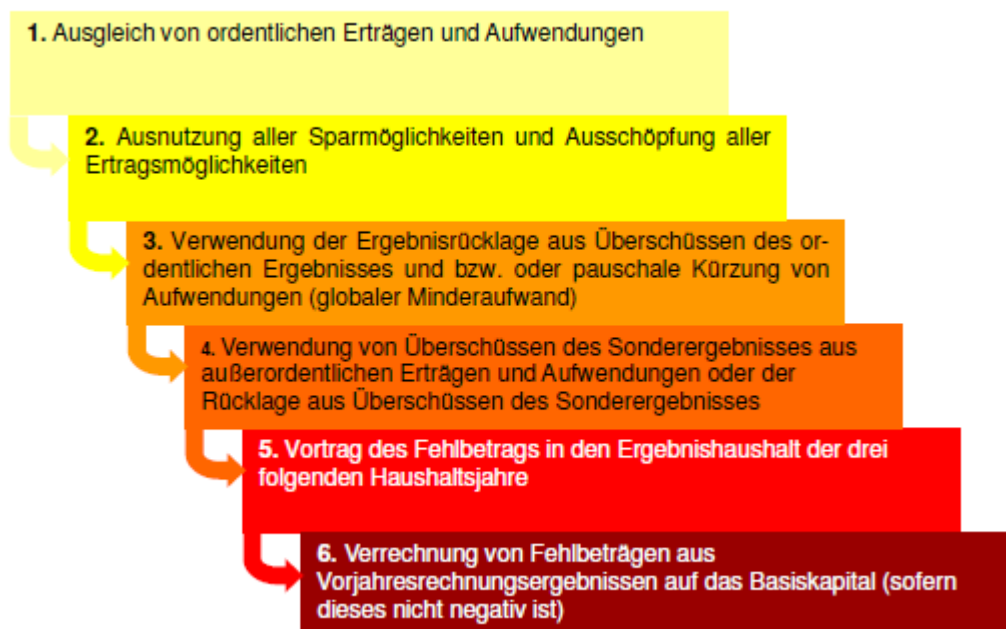 1. Ausgleich von ordentlichen Erträgen und Aufwendungen
2. Ausnutzung aller Sparmöglichkeiten und Ausschöpfung aller
Ertragsmöglichkeiten
3. Verwendung der Ergebnisrücklage aus Überschüssen des or-
dentlichen Ergebnisses und bzw. oder pauschale Kürzung von
Aufwendungen (globaler Minderaufwand)
4. Verwendung von Überschüssen des Sonderergebnisses aus
außerordentlichen Erträgen und Aufwendungen oder der
Rücklage aus Überschüssen des Sonderergebnisses
5. Vortrag des Fehlbetrags in den Ergebnishaushalt der drei
folgenden Haushaltsjahre
6. Verrechnung von Fehlbeträgen aus
Vorjahresrechnungsergebnissen auf das Basiskapital (sofern
dieses nicht negativ ist)